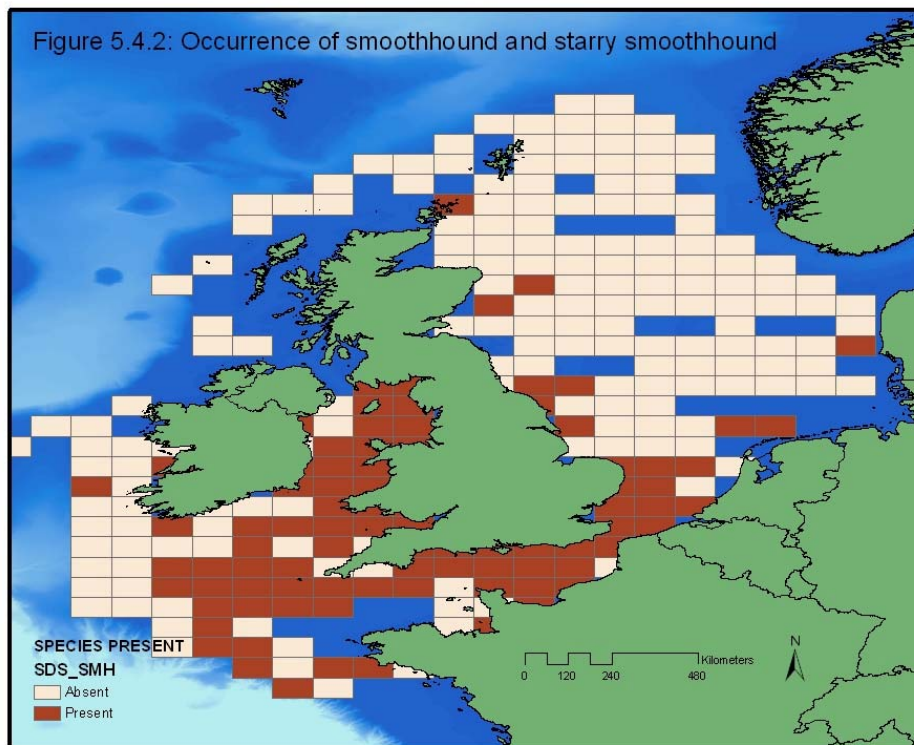 Figure 5.4.2: Occurrence of smoothhound and starry smoothhound
SPECIES PRESENT
SDS_SMH
Absent
Present
N
Kilometers
0 120 240 480